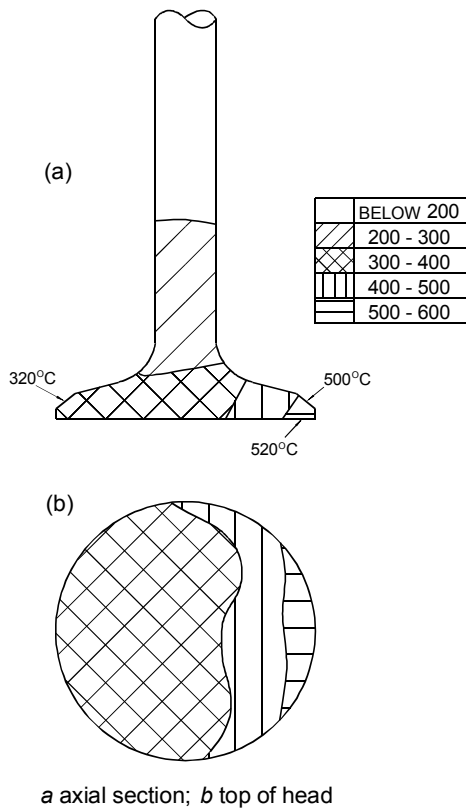 (a)
BELOW 200
200 - 300
300 - 400
400 - 500
500 - 600
320°C
500°C
520°C
(b)
a axial section; b top of head